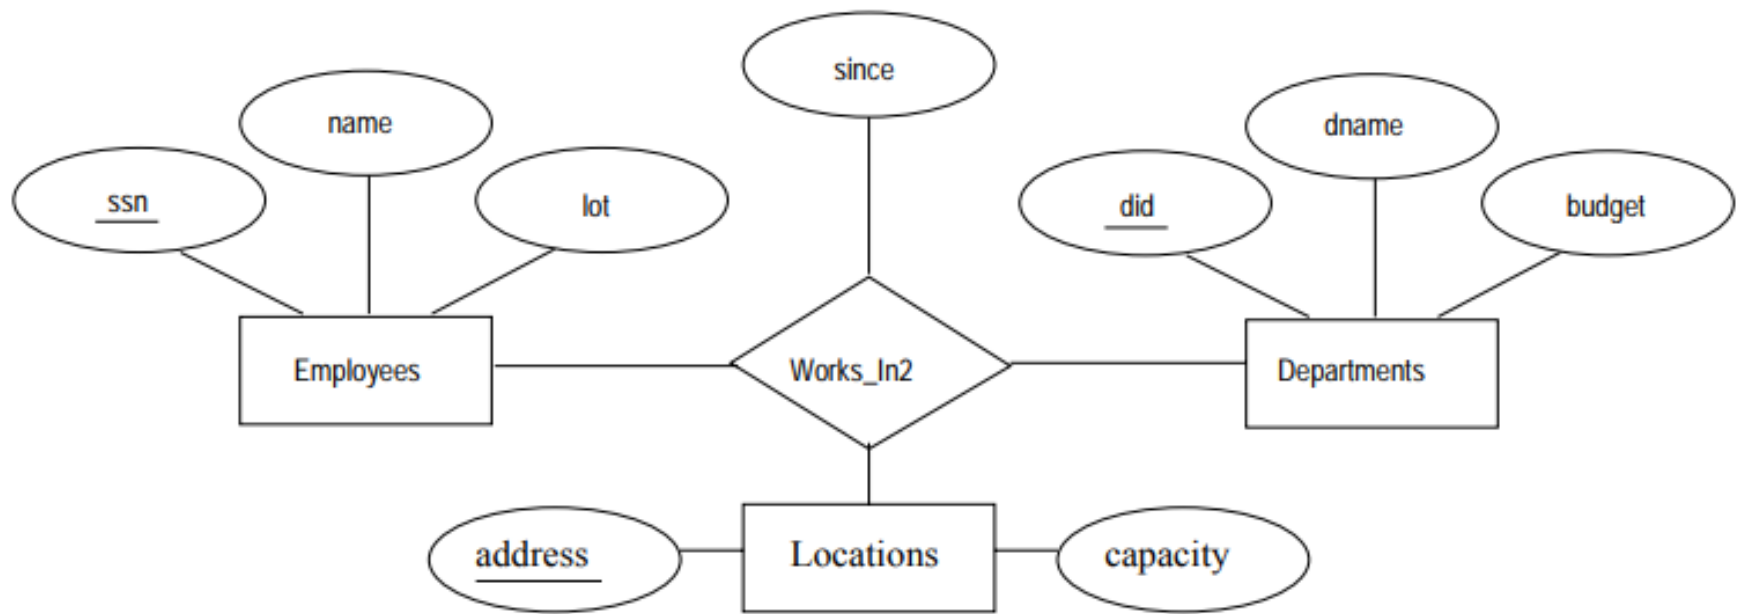 since
name
dname
ssn
lot
did
budget
Employees
Works_In2
Departments
address
Locations
capacity